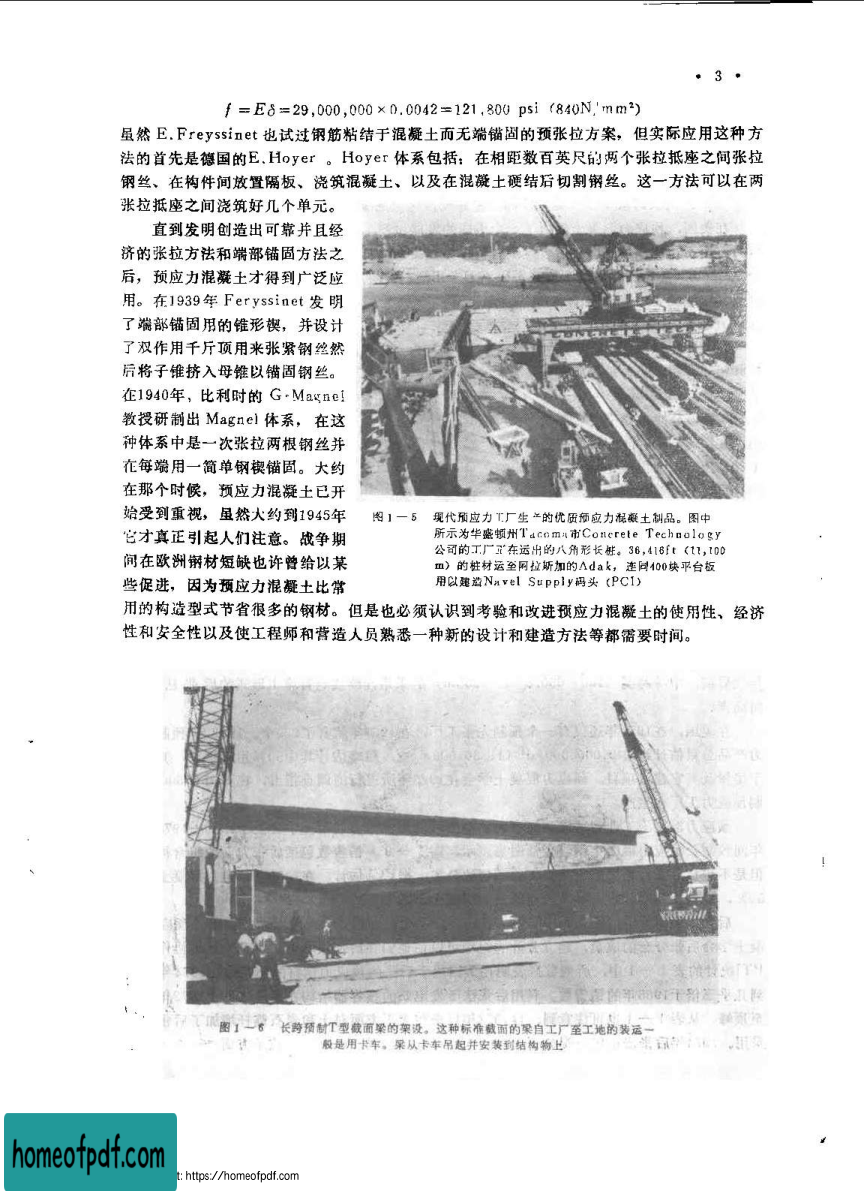 • 3 •
f =Eδ=29,000,000×0.0042=121,800 psi (840N/mm²)
虽然 E.Freyssinet 也试过钢筋粘结于混凝土而无端锚固的预张拉方案，但实际应用这种方
法的首先是德国的E.Hoyer 。Hoyer 体系包括：在相距数百英尺的两个张拉抵座之间张拉
钢丝、在构件间放置隔板、浇筑混凝土、以及在混凝土硬结后切割钢丝。这一方法可以在两
张拉抵座之间浇筑好几个单元。
直到发明创造出可靠并且经
济的张拉方法和端部锚固方法之
后，预应力混凝土才得到广泛应
用。在1939年 Feryssinet 发 明
了端部锚固用的锥形楔，并设计
了双作用千斤顶用来张紧钢丝然
后将子锥挤入母锥以锚固钢丝。
在1940年，比利时的 G·Magnel
教授研制出 Magnel 体系，在这
种体系中是一次张拉两根钢丝并
在每端用一简单钢楔锚固。大约
在那个时候，预应力混凝土已开
始受到重视，虽然大约到1945年
它才真正引起人们注意。战争期
间在欧洲钢材短缺也许曾给以某
些促进，因为预应力混凝土比常
用的构造型式节省很多的钢材。但是也必须认识到考验和改进预应力混凝土的使用性、经济
性和安全性以及使工程师和营造人员熟悉一种新的设计和建造方法等都需要时间。
CONCRETE TECH
图1－5 现代预应力工厂生产的优质预应力混凝土制品。图中
所示为华盛顿州Tacoma市Concrete Technology
公司的工厂正在运出的八角形长桩。36,416ft (11,100
m) 的桩材运至阿拉斯加的Adak，连同400块平台板
用以建造Navel Supply码头 (PCI)
图1－6 长跨预制T型截面梁的架设。这种标准截面的梁自工厂至工地的装运一
般是用卡车。梁从卡车吊起并安装到结构物上
homeofpdf.com
t: https://homeofpdf.com